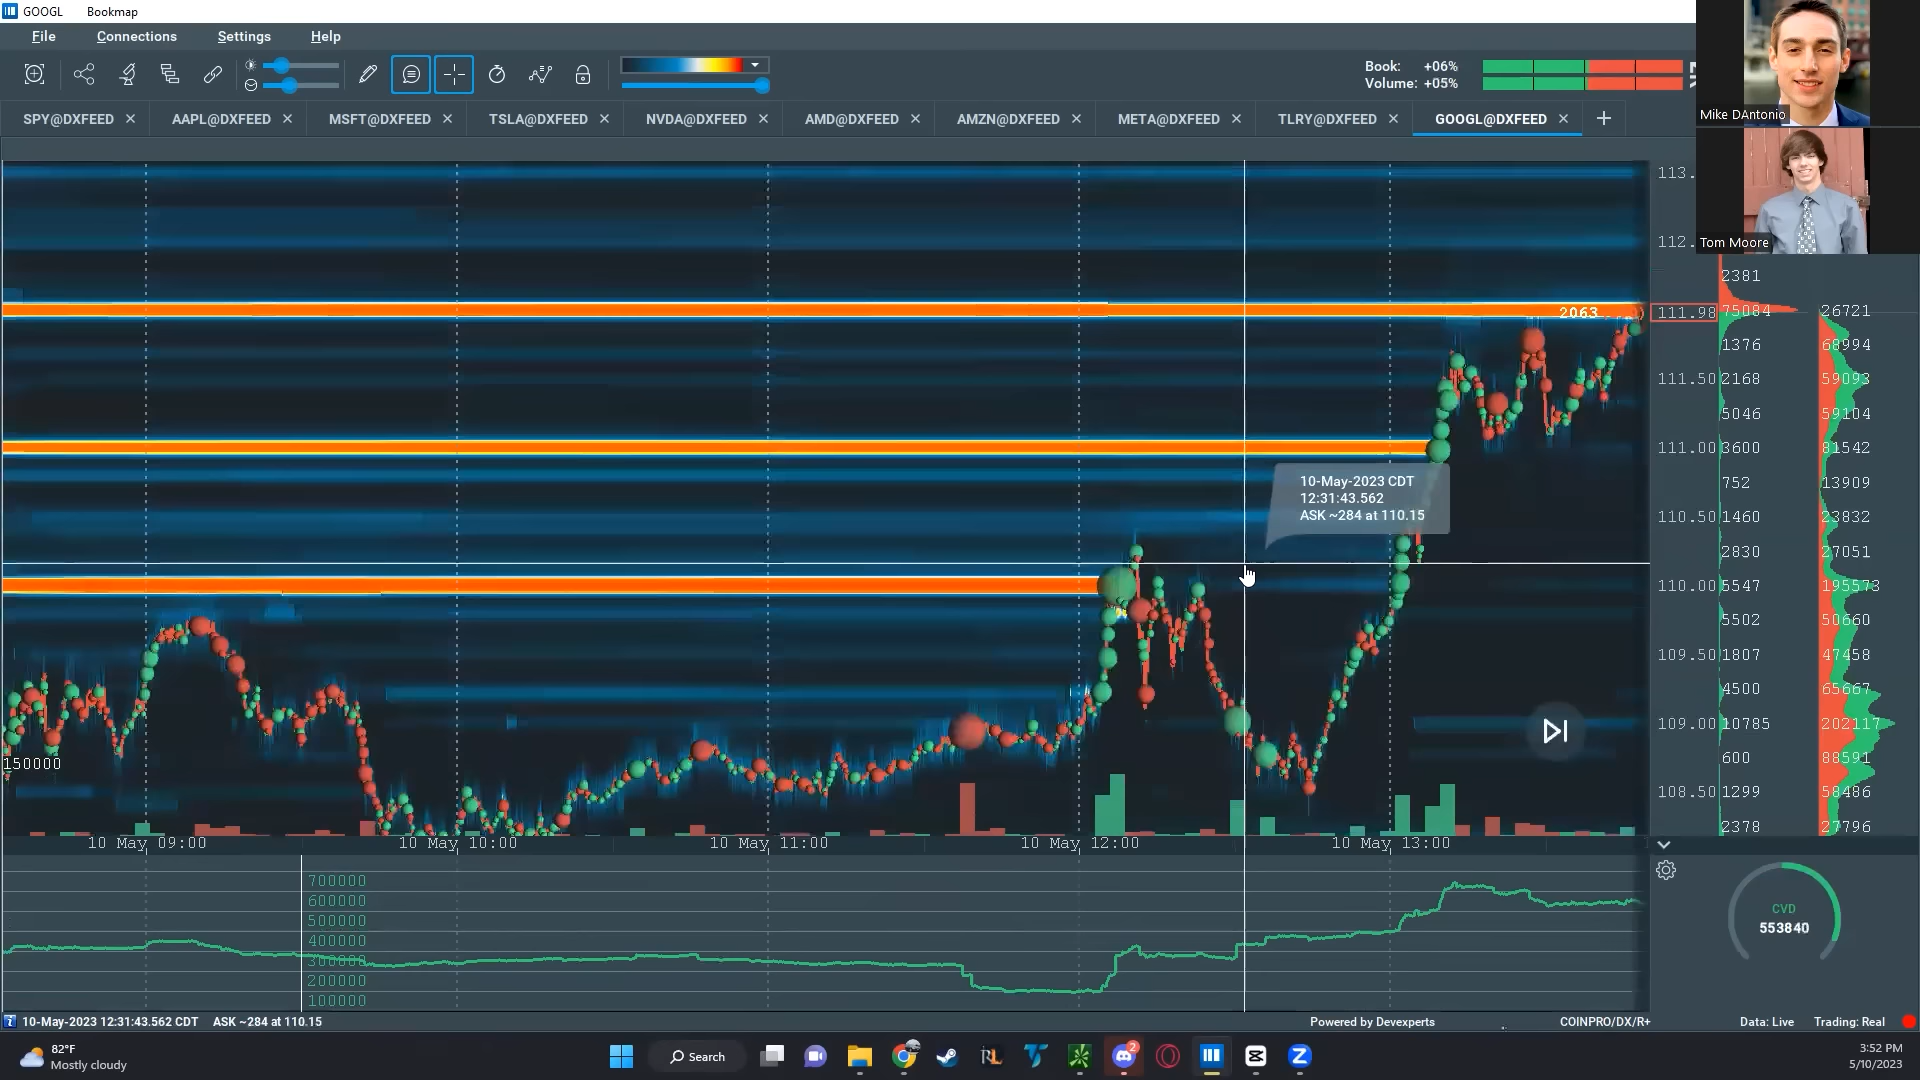 GOOGL Bookmap
File Connections Settings Help
Book: +06%
Volume: +05%
SPY@DXFEED AAPL@DXFEED MSFT@DXFEED TSLA@DXFEED NVDA@DXFEED AMD@DXFEED AMZN@DXFEED META@DXFEED TLRY@DXFEED GOOGL@DXFEED
Mike DAntonio
Tom Moore
113.
112.
2381
2063 111.98 75084 26721
1376 68994
111.50 2168 59093
5046 59104
111.00 3600 81542
752 13909
110.50 1460 23832
2830 27051
110.00 5547 195573
5502 50660
109.50 1807 47458
4500 65667
109.00 10785 202117
600 88591
108.50 1299 58486
2378 27796
10-May-2023 CDT
12:31:43.562
ASK ~284 at 110.15
150000
10 May 09:00 10 May 10:00 10 May 11:00 10 May 12:00 10 May 13:00
700000
600000
500000
400000
300000
200000
100000
CVD
553840
10-May-2023 12:31:43.562 CDT ASK ~284 at 110.15 Powered by Devexperts COINPRO/DX/R+ Data: Live Trading: Real
82°F
Mostly cloudy
Search
2
3:52 PM
5/10/2023